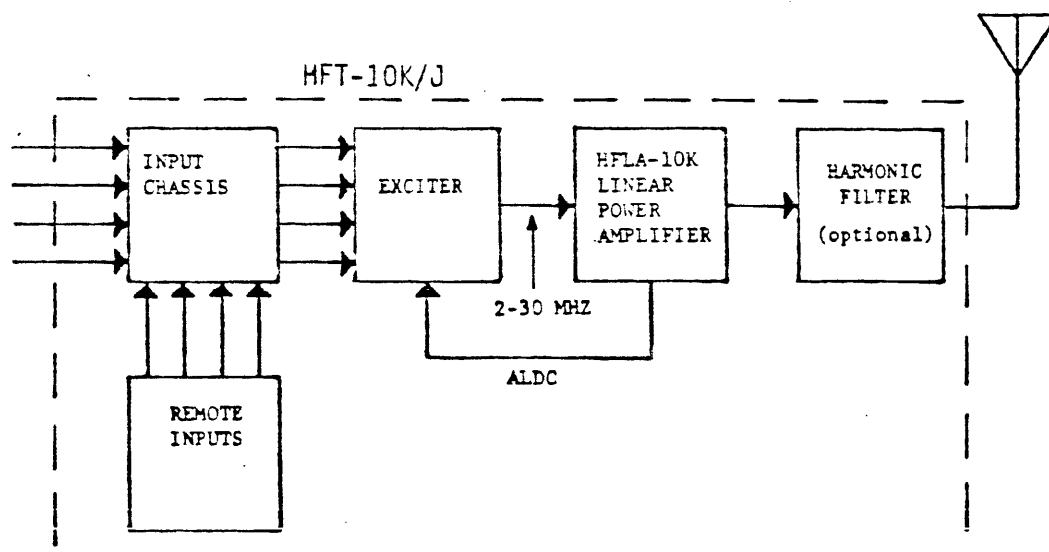 HFT-10K/J
INPUT
CHASSIS
EXCITER
HFLA-10K
LINEAR
POWER
AMPLIFIER
HARMONIC
FILTER
(optional)
2-30 MHZ
ALDC
REMOTE
INPUTS